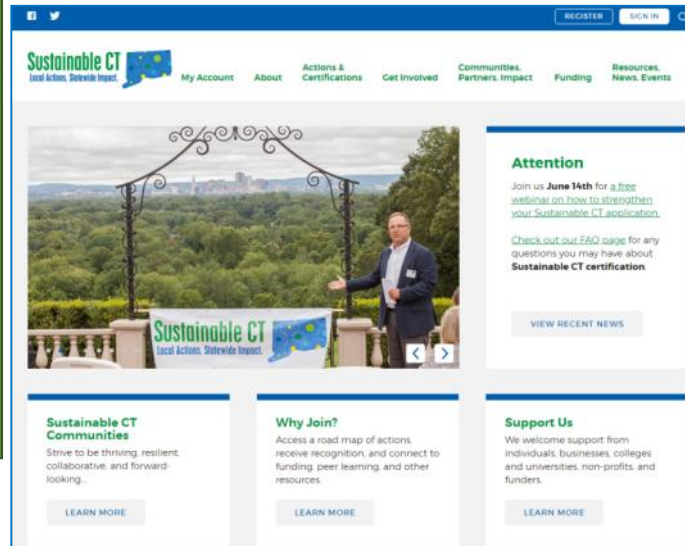 REGISTER
SIGN IN
Sustainable CT
Local Actions. Statewide Impact.
My Account
About
Actions &
Certifications
Get Involved
Communities,
Partners, Impact
Funding
Resources,
News, Events
Sustainable CT
Local Actions. Statewide Impact.
Attention
Join us June 14th for a free
webinar on how to strengthen
your Sustainable CT application.
Check out our FAQ page for any
questions you may have about
Sustainable CT certification.
VIEW RECENT NEWS
Sustainable CT
Communities
Strive to be thriving, resilient,
collaborative, and forward-
looking...
LEARN MORE
Why Join?
Access a road map of actions,
receive recognition, and connect to
funding, peer learning, and other
resources.
LEARN MORE
Support Us
We welcome support from
individuals, businesses, colleges
and universities, non-profits, and
funders.
LEARN MORE